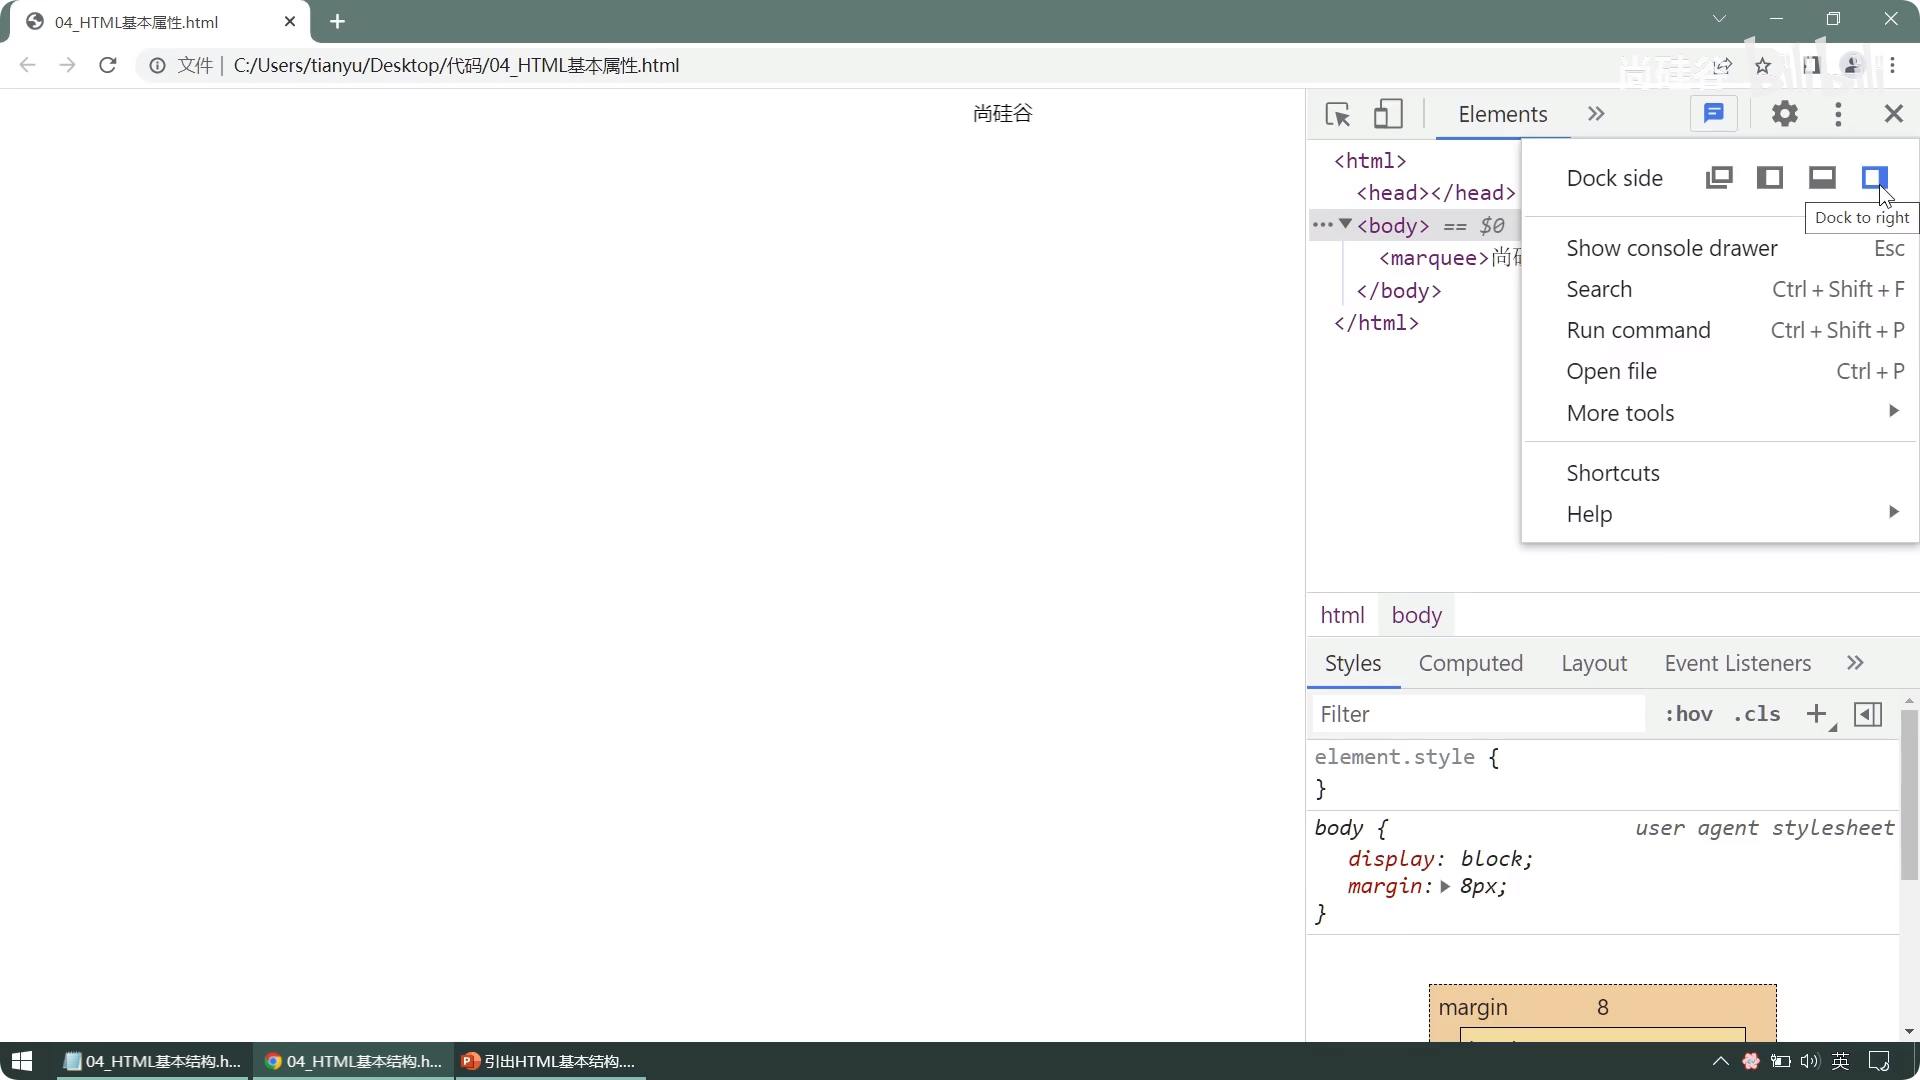 04_HTML基本属性.html
文件 | C:/Users/tianyu/Desktop/代码/04_HTML基本属性.html
尚硅谷 bilibili
尚硅谷
Elements
Dock side
Dock to right
Show console drawer Esc
Search Ctrl + Shift + F
Run command Ctrl + Shift + P
Open file Ctrl + P
More tools
Shortcuts
Help
<html>
<head></head>
<body> == $0
<marquee>尚
</body>
</html>
html body
Styles Computed Layout Event Listeners
Filter :hov .cls
element.style {
}
body { user agent stylesheet
display: block;
margin: 8px;
}
margin 8
04_HTML基本结构.h... 04_HTML基本结构.h... 引出HTML基本结构.... 英